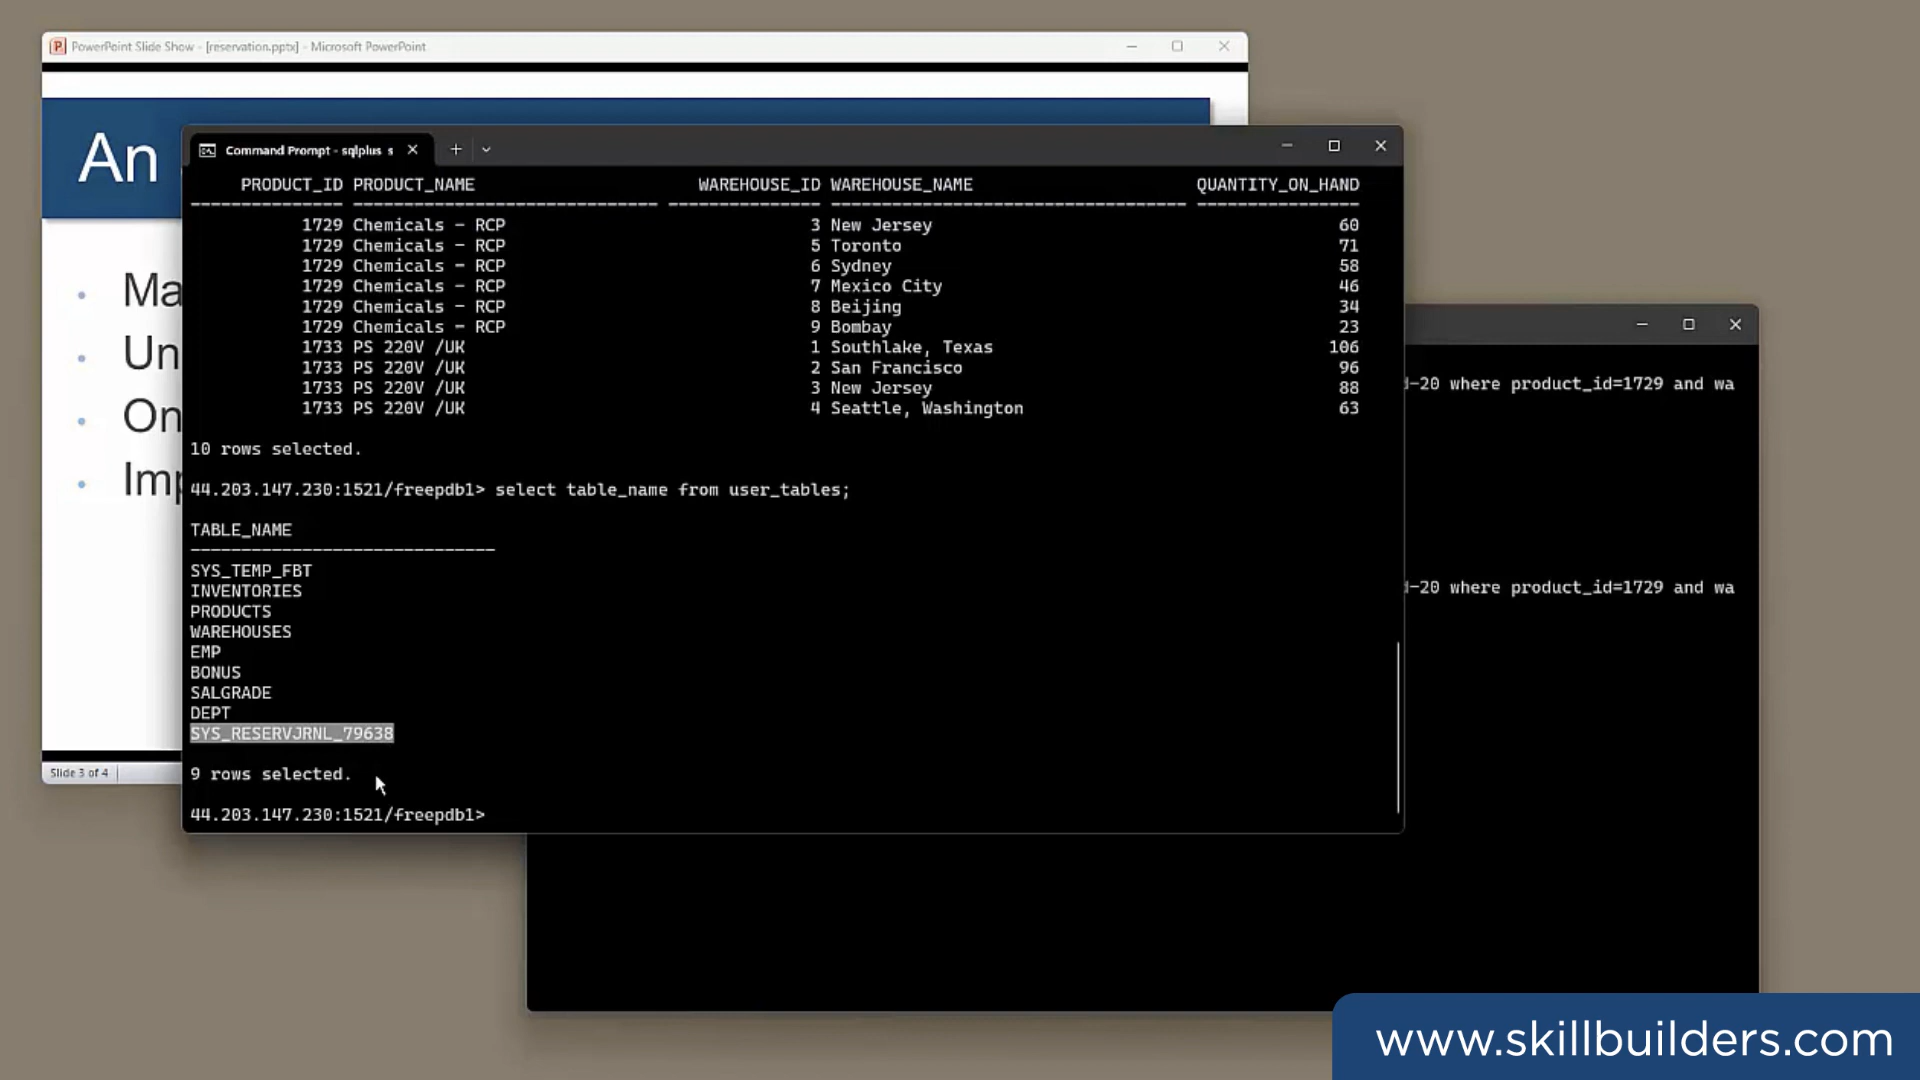 PowerPoint Slide Show - [reservation.pptx] - Microsoft PowerPoint
An
Ma
Un
On
Imp
Slide 3 of 4
Command Prompt - sqlplus s
PRODUCT_ID PRODUCT_NAME WAREHOUSE_ID WAREHOUSE_NAME QUANTITY_ON_HAND
1729 Chemicals - RCP 3 New Jersey 60
1729 Chemicals - RCP 5 Toronto 71
1729 Chemicals - RCP 6 Sydney 58
1729 Chemicals - RCP 7 Mexico City 46
1729 Chemicals - RCP 8 Beijing 34
1729 Chemicals - RCP 9 Bombay 23
1733 PS 220V /UK 1 Southlake, Texas 106
1733 PS 220V /UK 2 San Francisco 96
1733 PS 220V /UK 3 New Jersey 88
1733 PS 220V /UK 4 Seattle, Washington 63
10 rows selected.
44.203.147.230:1521/freepdb1> select table_name from user_tables;
TABLE_NAME
SYS_TEMP_FBT
INVENTORIES
PRODUCTS
WAREHOUSES
EMP
BONUS
SALGRADE
DEPT
SYS_RESERVJRNL_79638
9 rows selected.
44.203.147.230:1521/freepdb1>
d-20 where product_id=1729 and wa
d-20 where product_id=1729 and wa
www.skillbuilders.com